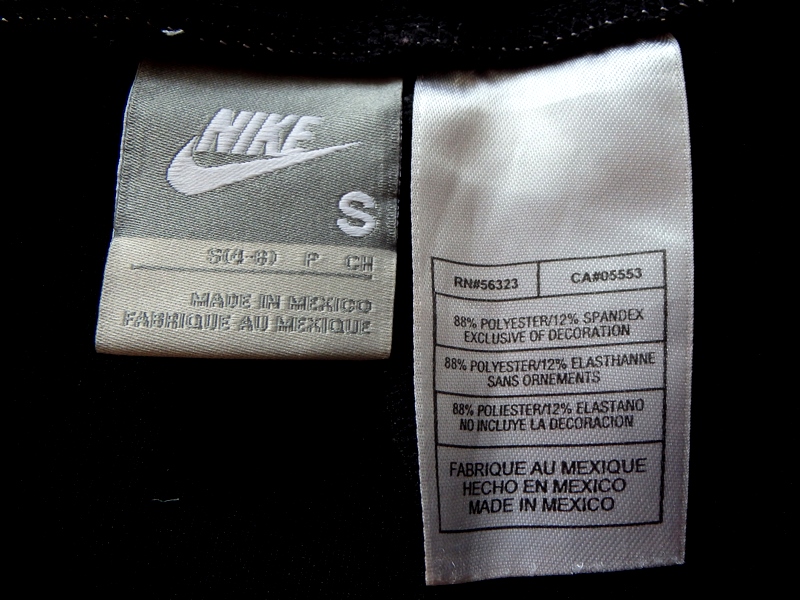 NIKE
S
S(4-6) P CH
MADE IN MEXICO
FABRIQUE AU MEXIQUE
RN#56323 CA#05553
88% POLYESTER/12% SPANDEX
EXCLUSIVE OF DECORATION
88% POLYESTER/12% ELASTHANNE
SANS ORNEMENTS
88% POLIESTER/12% ELASTANO
NO INCLUYE LA DECORACION
FABRIQUE AU MEXIQUE
HECHO EN MEXICO
MADE IN MEXICO